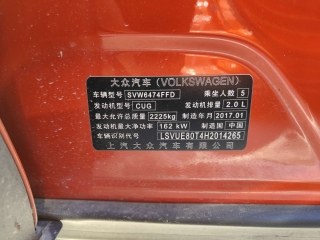 大众汽车(VOLKSWAGEN)
车辆型号 SVW6474FFD 乘坐人数 5
发动机型号 CUG 发动机排量 2.0 L
最大允许总质量 2225kg 制造年月 2017.01
发动机最大净功率 162 kW 制造国 中国
车辆识别代号 LSVUE80T4H2014265
上汽大众汽车有限公司